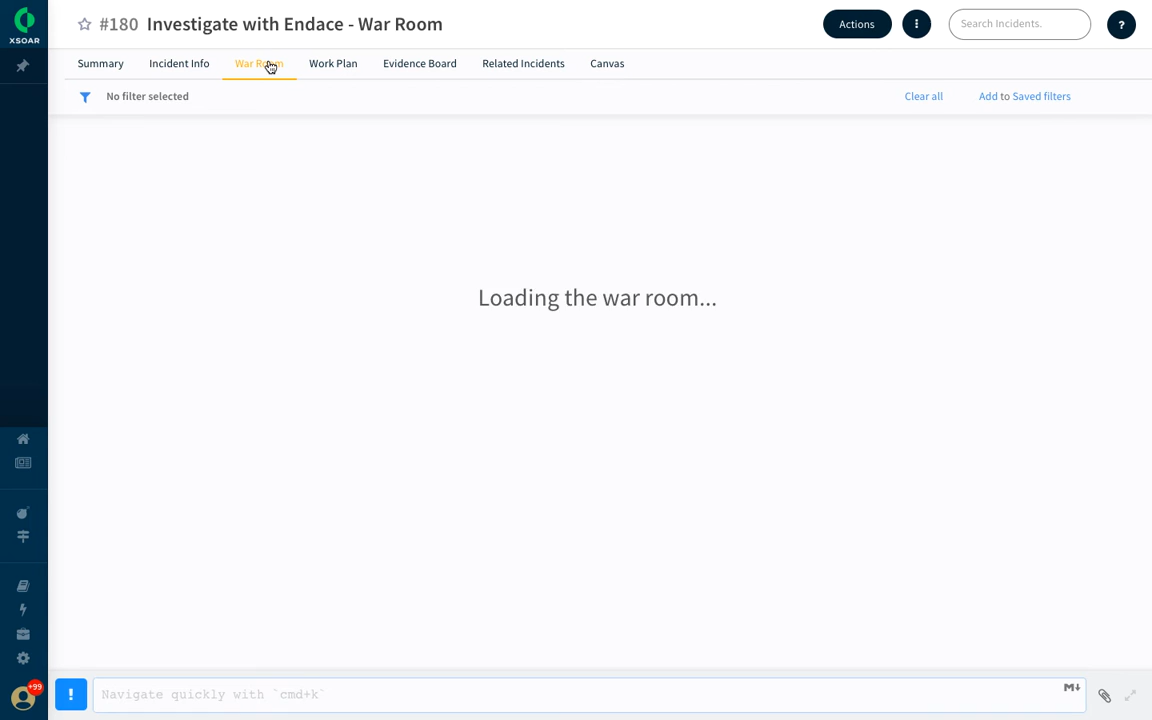 XSOAR
#180 Investigate with Endace - War Room
Actions
Search Incidents.
?
Summary
Incident Info
War Room
Work Plan
Evidence Board
Related Incidents
Canvas
No filter selected
Clear all
Add to Saved filters
Loading the war room...
+99
!
Navigate quickly with `cmd+k`
M